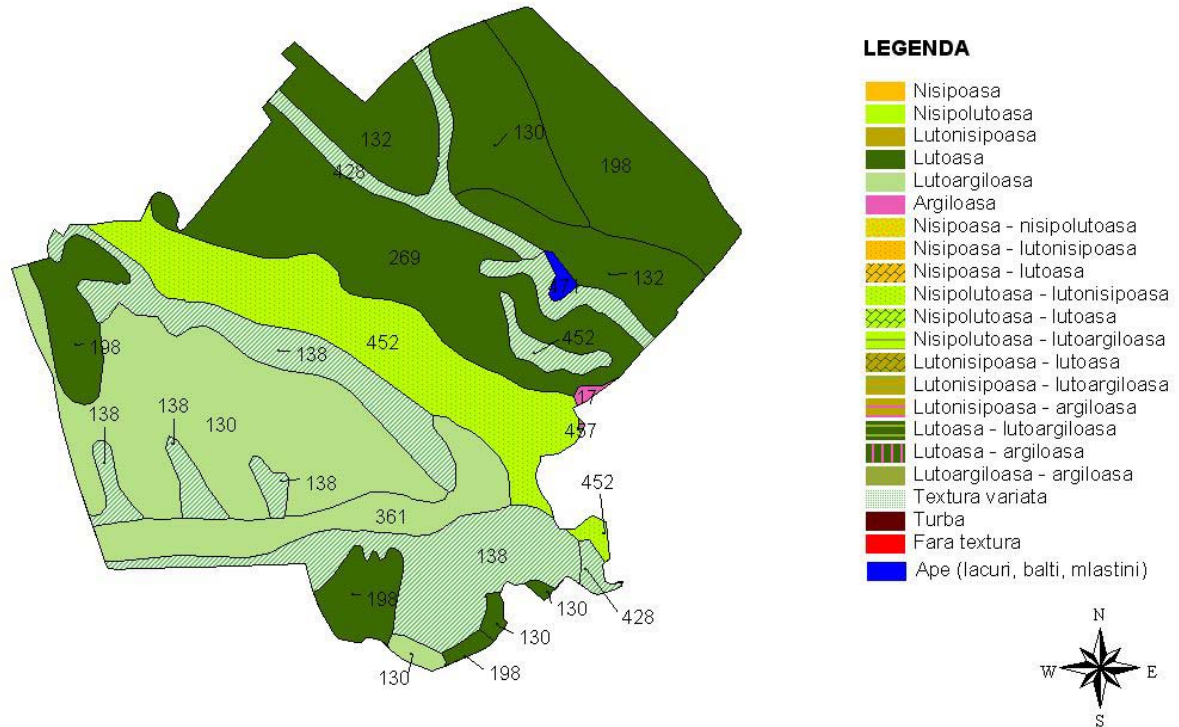 LEGENDA
Nisipoasa
Nisipolutoasa
Lutonisipoasa
Lutoasa
Lutoargiloasa
Argiloasa
Nisipoasa - nisipolutoasa
Nisipoasa - lutonisipoasa
Nisipoasa - lutoasa
Nisipolutoasa - lutonisipoasa
Nisipolutoasa - lutoasa
Nisipolutoasa - lutoargiloasa
Lutonisipoasa - lutoasa
Lutonisipoasa - lutoargiloasa
Lutonisipoasa - argiloasa
Lutoasa - lutoargiloasa
Lutoasa - argiloasa
Lutoargiloasa - argiloasa
Textura variata
Turba
Fara textura
Ape (lacuri, balti, mlastini)
N
W E
S
132
130
198
428
269
132
471
452
452
138
198
17
457
138
138
130
138
452
361
138
198
130
428
130
130
198